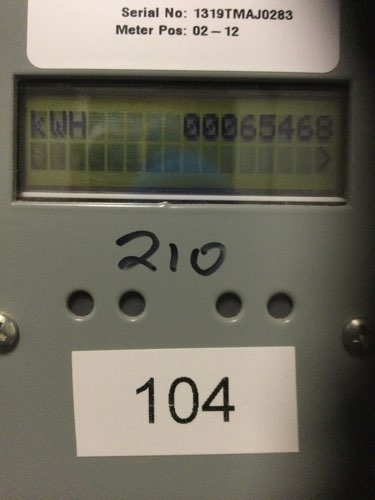 Serial No: 1319TMAJ0283
Meter Pos: 02-12
KWH 00065468
>
210
104